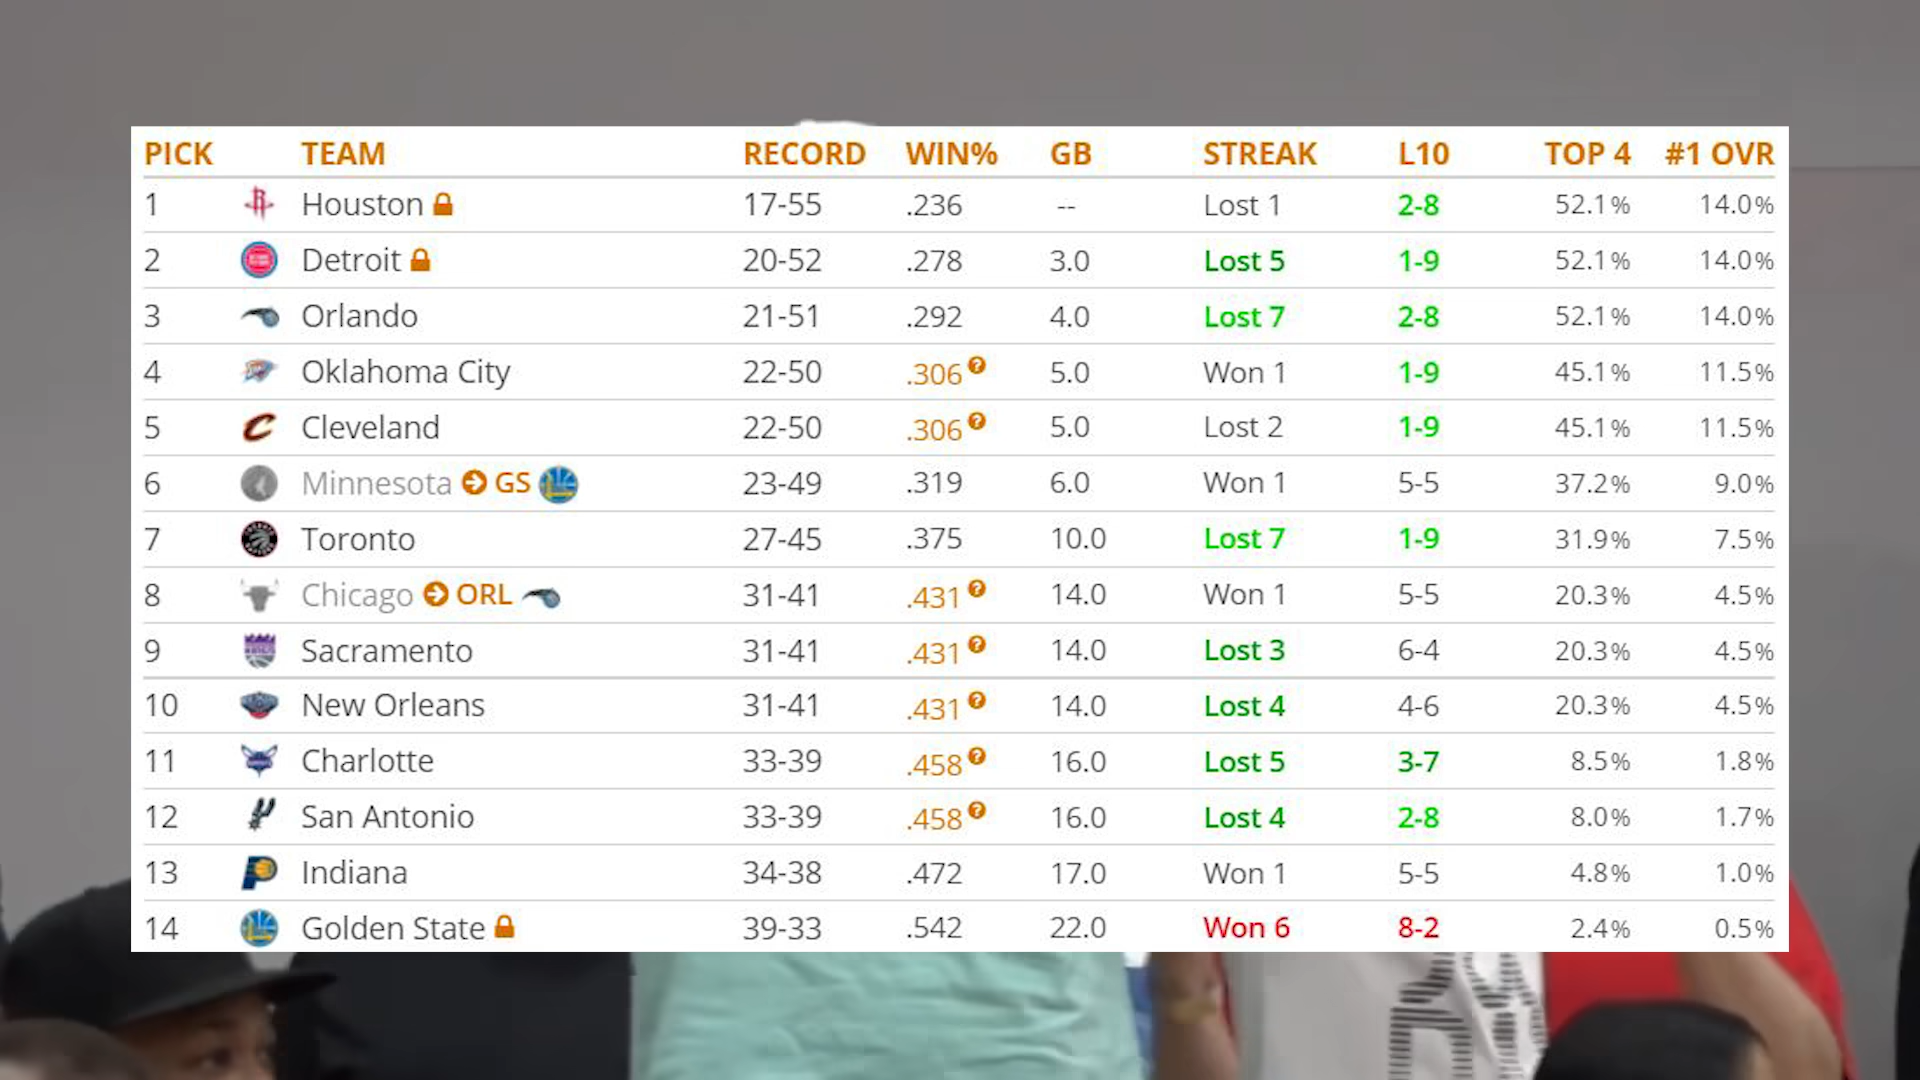 PICK TEAM RECORD WIN% GB STREAK L10 TOP 4 #1 OVR
1 Houston 17-55 .236 -- Lost 1 2-8 52.1% 14.0%
2 Detroit 20-52 .278 3.0 Lost 5 1-9 52.1% 14.0%
3 Orlando 21-51 .292 4.0 Lost 7 2-8 52.1% 14.0%
4 Oklahoma City 22-50 .306 ? 5.0 Won 1 1-9 45.1% 11.5%
5 Cleveland 22-50 .306 ? 5.0 Lost 2 1-9 45.1% 11.5%
6 Minnesota GS 23-49 .319 6.0 Won 1 5-5 37.2% 9.0%
7 Toronto 27-45 .375 10.0 Lost 7 1-9 31.9% 7.5%
8 Chicago ORL 31-41 .431 ? 14.0 Won 1 5-5 20.3% 4.5%
9 Sacramento 31-41 .431 ? 14.0 Lost 3 6-4 20.3% 4.5%
10 New Orleans 31-41 .431 ? 14.0 Lost 4 4-6 20.3% 4.5%
11 Charlotte 33-39 .458 ? 16.0 Lost 5 3-7 8.5% 1.8%
12 San Antonio 33-39 .458 ? 16.0 Lost 4 2-8 8.0% 1.7%
13 Indiana 34-38 .472 17.0 Won 1 5-5 4.8% 1.0%
14 Golden State 39-33 .542 22.0 Won 6 8-2 2.4% 0.5%